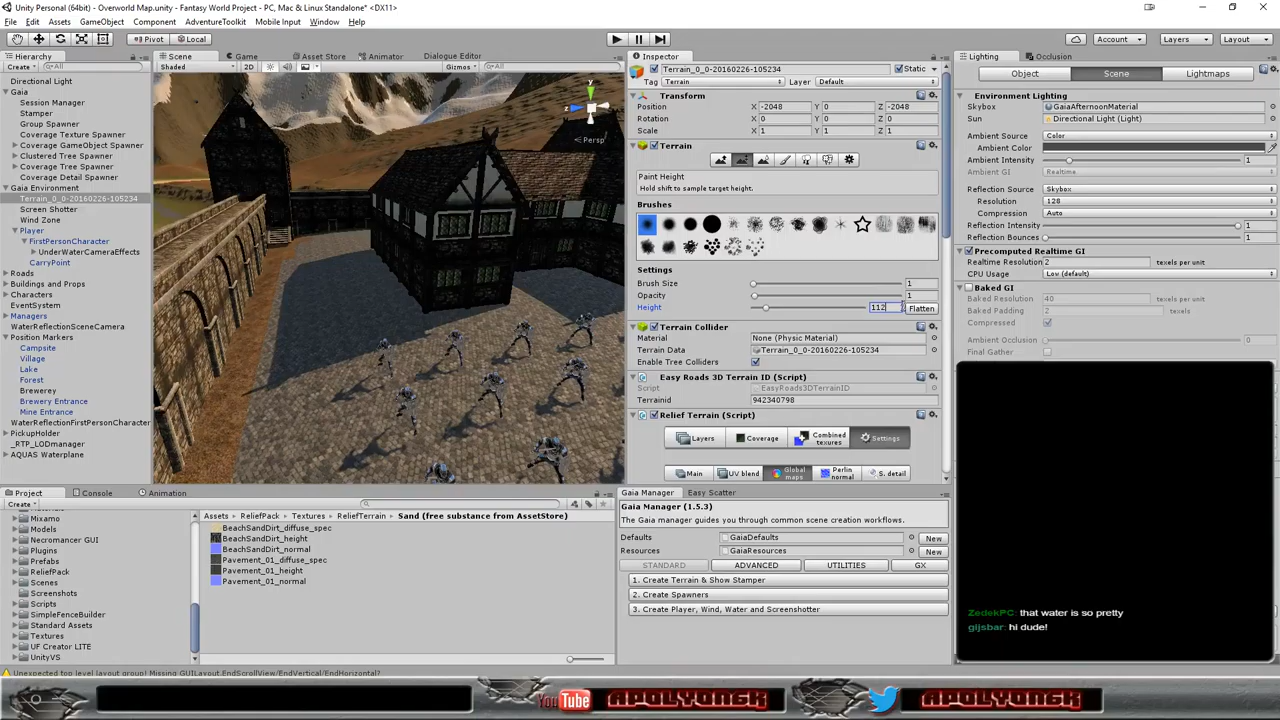 Unity Personal (64bit) - Overworld Map.unity - Fantasy World Project - PC, Mac & Linux Standalone* <DX11>
File Edit Assets GameObject Component AdventureToolkit Mobile Input Window Help
Pivot Local Account Layers Layout
Hierarchy
Create All
Directional Light
Gaia
Session Manager
Stamper
Group Spawner
Coverage Texture Spawner
Coverage GameObject Spawner
Clustered Tree Spawner
Coverage Tree Spawner
Coverage Detail Spawner
Gaia Environment
Terrain_0_0-20160226-105234
Screen Shotter
Wind Zone
Player
FirstPersonCharacter
UnderWaterCameraEffects
CarryPoint
Roads
Buildings and Props
Characters
EventSystem
Managers
WaterReflectionSceneCamera
Position Markers
Campsite
Village
Lake
Forest
Brewerey
Brewery Entrance
Mine Entrance
WaterReflectionFirstPersonCharacter
PickupHolder
_RTP_LODmanager
AQUAS Waterplane
Scene Game Asset Store Animator Dialogue Editor
Shaded 2D Gizmos All
y
z
Persp
Inspector
Terrain_0_0-20160226-105234 Static
Tag Terrain Layer Default
Transform
Position X -2048 Y 0 Z -2048
Rotation X 0 Y 0 Z 0
Scale X 1 Y 1 Z 1
Terrain
Paint Height
Hold shift to sample target height.
Brushes
Settings
Brush Size 1
Opacity 1
Height 112 Flatten
Terrain Collider
Material None (Physic Material)
Terrain Data Terrain_0_0-20160226-105234
Enable Tree Colliders
Easy Roads 3D Terrain ID (Script)
Script EasyRoads3DTerrainID
Terrainid 942340798
Relief Terrain (Script)
Layers Coverage Combined texures Settings
Main UV blend Global maps Perlin normal S. detail
Lighting Occlusion
Object Scene Lightmaps
Environment Lighting
Skybox GaiaAfternoonMaterial
Sun Directional Light (Light)
Ambient Source Color
Ambient Color
Ambient Intensity 1
Ambient GI Realtime
Reflection Source Skybox
Resolution 128
Compression Auto
Reflection Intensity 1
Reflection Bounces 1
Precomputed Realtime GI
Realtime Resolution 2 texels per unit
CPU Usage Low (default)
Baked GI
Baked Resolution 40 texels per unit
Baked Padding 2 texels
Compressed
Ambient Occlusion 0
Final Gather
ZedekPC: that water is so pretty
gijsbar: hi dude!
Project Console Animation
Create
Mixamo
Models
Necromancer GUI
Plugins
Prefabs
ReliefPack
Scenes
Screenshots
Scripts
SimpleFenceBuilder
Standard Assets
Textures
UF Creator LITE
UnityVS
Assets ReliefPack Textures ReliefTerrain Sand (free substance from AssetStore)
BeachSandDirt_diffuse_spec
BeachSandDirt_height
BeachSandDirt_normal
Pavement_01_diffuse_spec
Pavement_01_height
Pavement_01_normal
Gaia Manager Easy Scatter
Gaia Manager (1.5.3)
The Gaia manager guides you through common scene creation workflows.
Defaults GaiaDefaults New
Resources GaiaResources New
STANDARD ADVANCED UTILITIES GX
1. Create Terrain & Show Stamper
2. Create Spawners
3. Create Player, Wind, Water and Screenshotter
Unexpected top level layout group! Missing GUILayout.EndScrollView/EndVertical/EndHorizontal?
YouTube APOLYONGK APOLYONGK